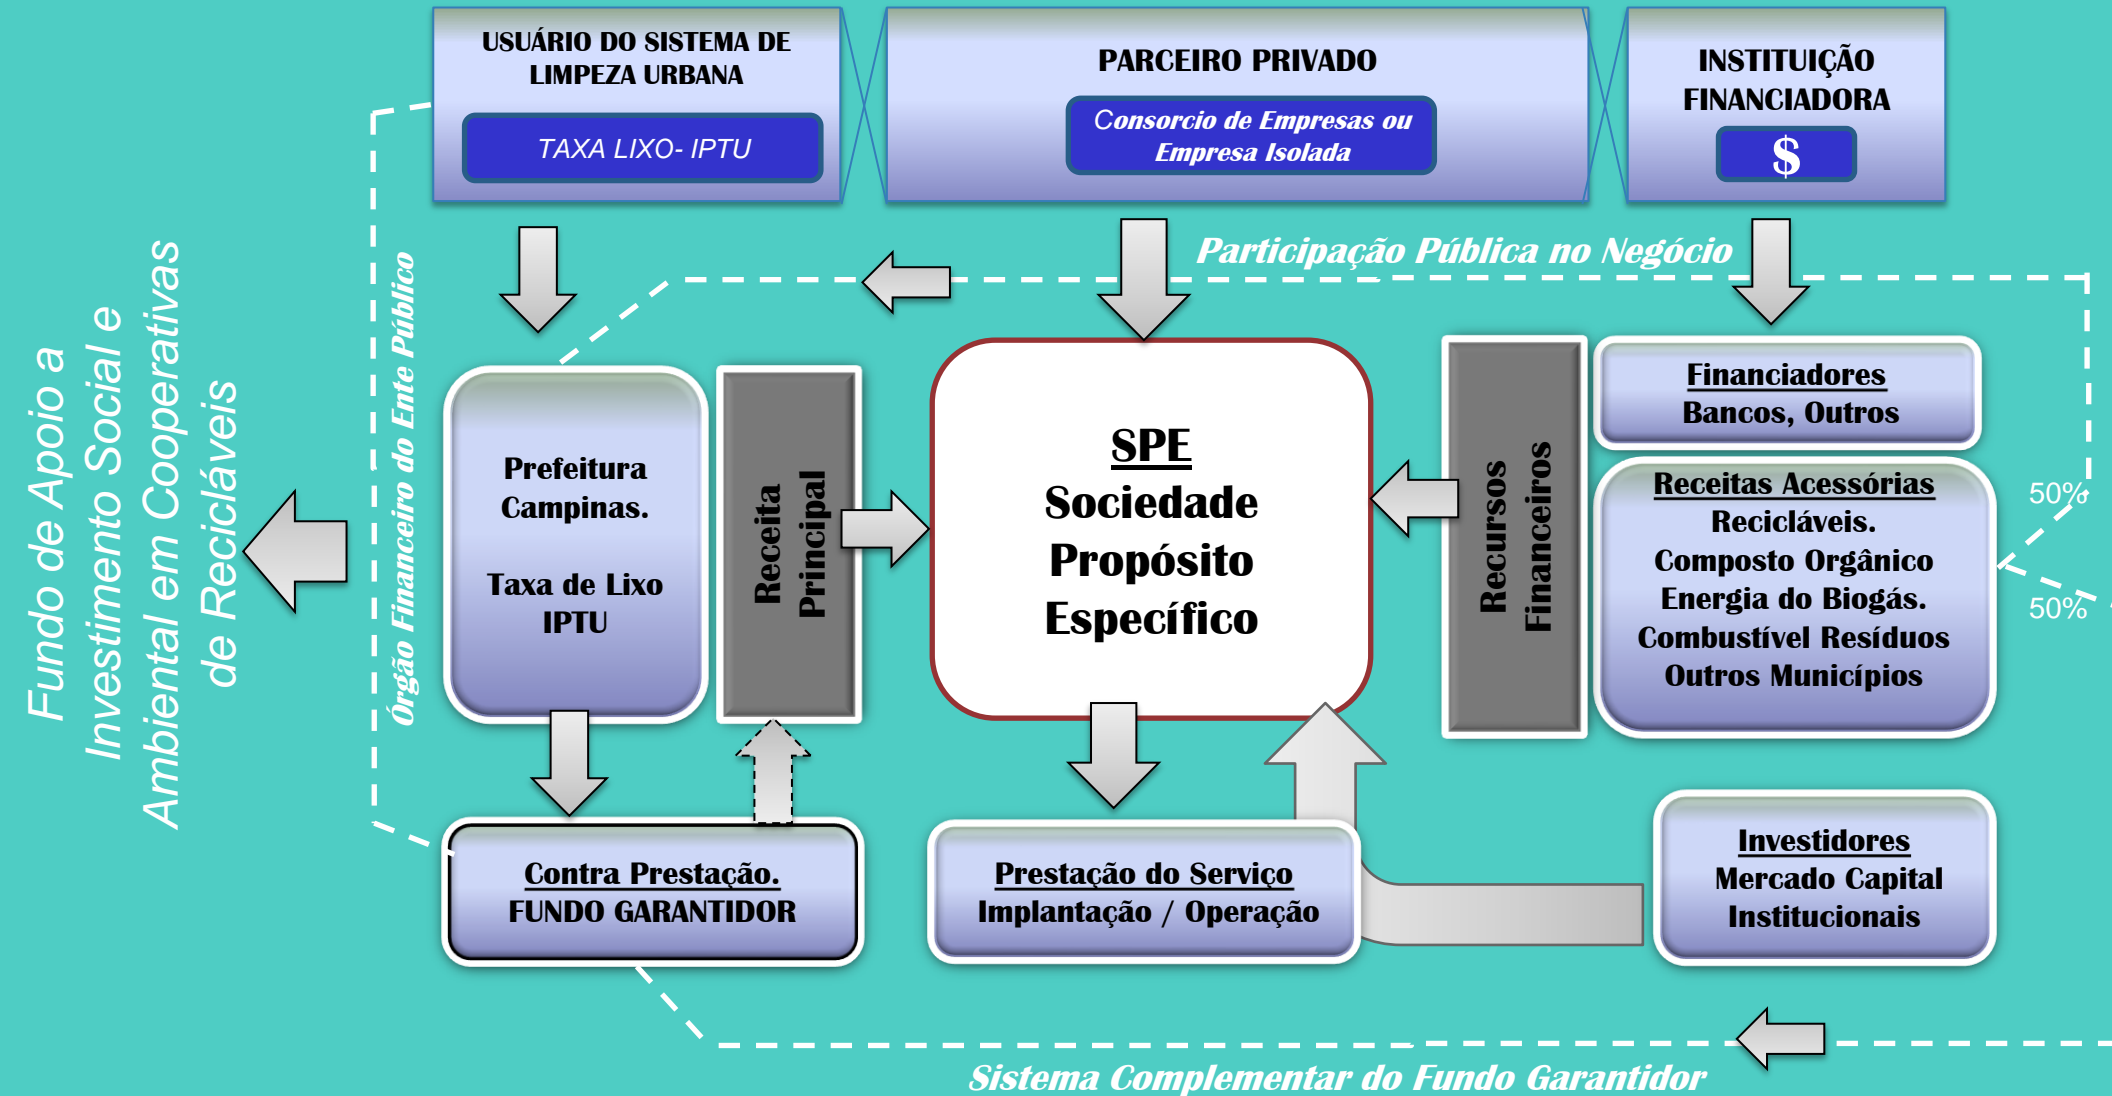 USUÁRIO DO SISTEMA DE
LIMPEZA URBANA
TAXA LIXO- IPTU
PARCEIRO PRIVADO
Consorcio de Empresas ou
Empresa Isolada
INSTITUIÇÃO
FINANCIADORA
$
Participação Pública no Negócio
Fundo de Apoio a
Investimento Social e
Ambiental em Cooperativas
de Recicláveis
Órgão Financeiro do Ente Público
Prefeitura
Campinas.
Taxa de Lixo
IPTU
Receita
Principal
SPE
Sociedade
Propósito
Específico
Recursos
Financeiros
Financiadores
Bancos, Outros
Receitas Acessórias
Recicláveis.
Composto Orgânico
Energia do Biogás.
Combustível Resíduos
Outros Municípios
50%
50%
Contra Prestação.
FUNDO GARANTIDOR
Prestação do Serviço
Implantação / Operação
Investidores
Mercado Capital
Institucionais
Sistema Complementar do Fundo Garantidor